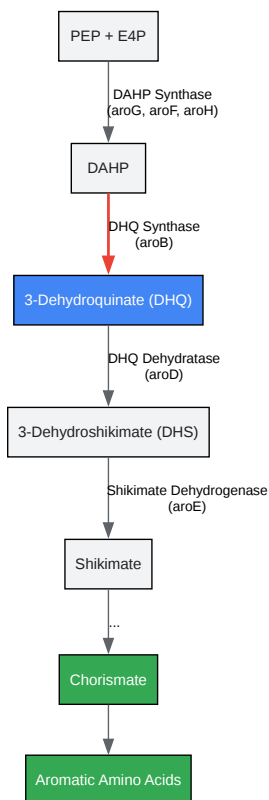 PEP + E4P
DAHP Synthase
(aroG, aroF, aroH)
DAHP
DHQ Synthase
(aroB)
3-Dehydroquinate (DHQ)
DHQ Dehydratase
(aroD)
3-Dehydroshikimate (DHS)
Shikimate Dehydrogenase
(aroE)
Shikimate
...
Chorismate
Aromatic Amino Acids